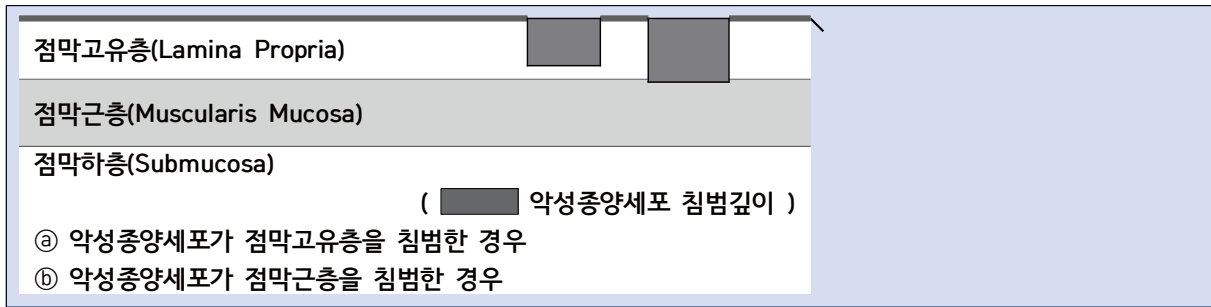 점막고유층(Lamina Propria)
점막근층(Muscularis Mucosa)
점막하층(Submucosa)
( 악성종양세포 침범깊이 )
ⓐ 악성종양세포가 점막고유층을 침범한 경우
ⓑ 악성종양세포가 점막근층을 침범한 경우